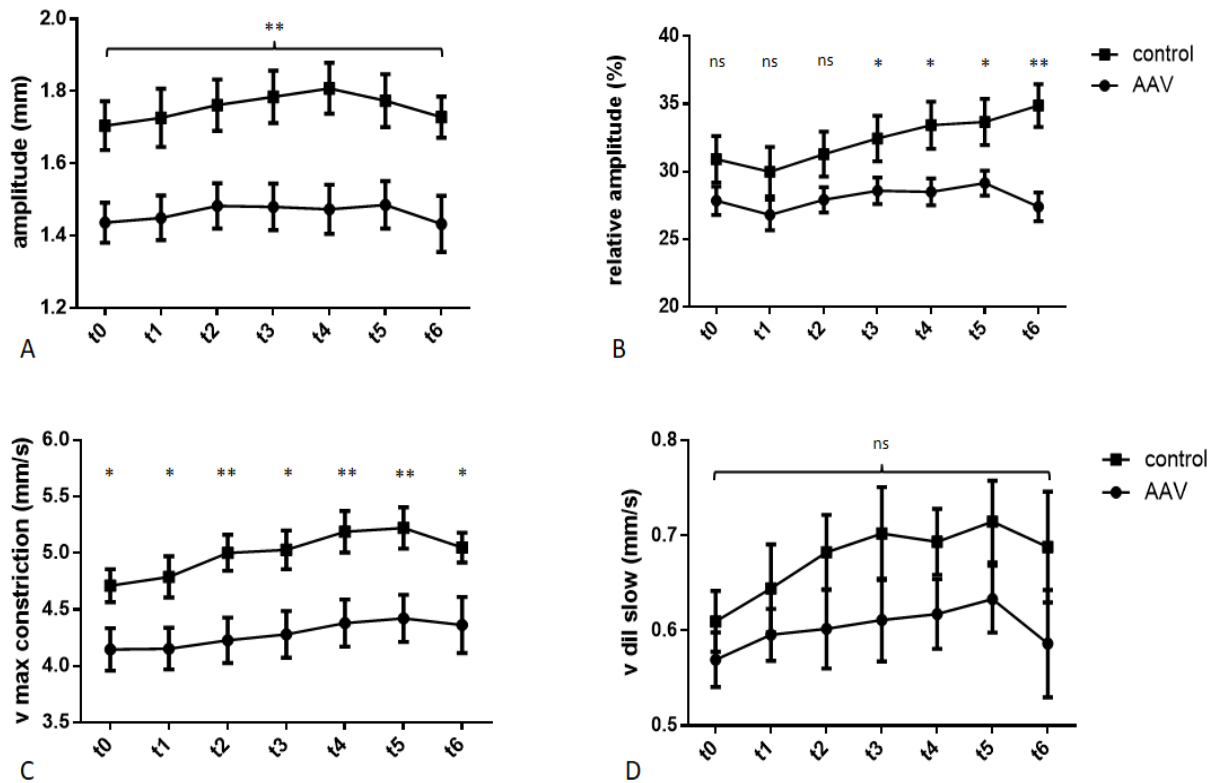 2.0
1.8
1.6
1.4
1.2
amplitude (mm)
**
t0 t1 t2 t3 t4 t5 t6
A
40
35
30
25
20
relative amplitude (%)
ns ns ns * * * **
t0 t1 t2 t3 t4 t5 t6
B
control
AAV
6.0
5.5
5.0
4.5
4.0
3.5
v max constriction (mm/s)
* * ** * ** ** *
t0 t1 t2 t3 t4 t5 t6
C
0.8
0.7
0.6
0.5
v dil slow (mm/s)
ns
t0 t1 t2 t3 t4 t5 t6
D
control
AAV